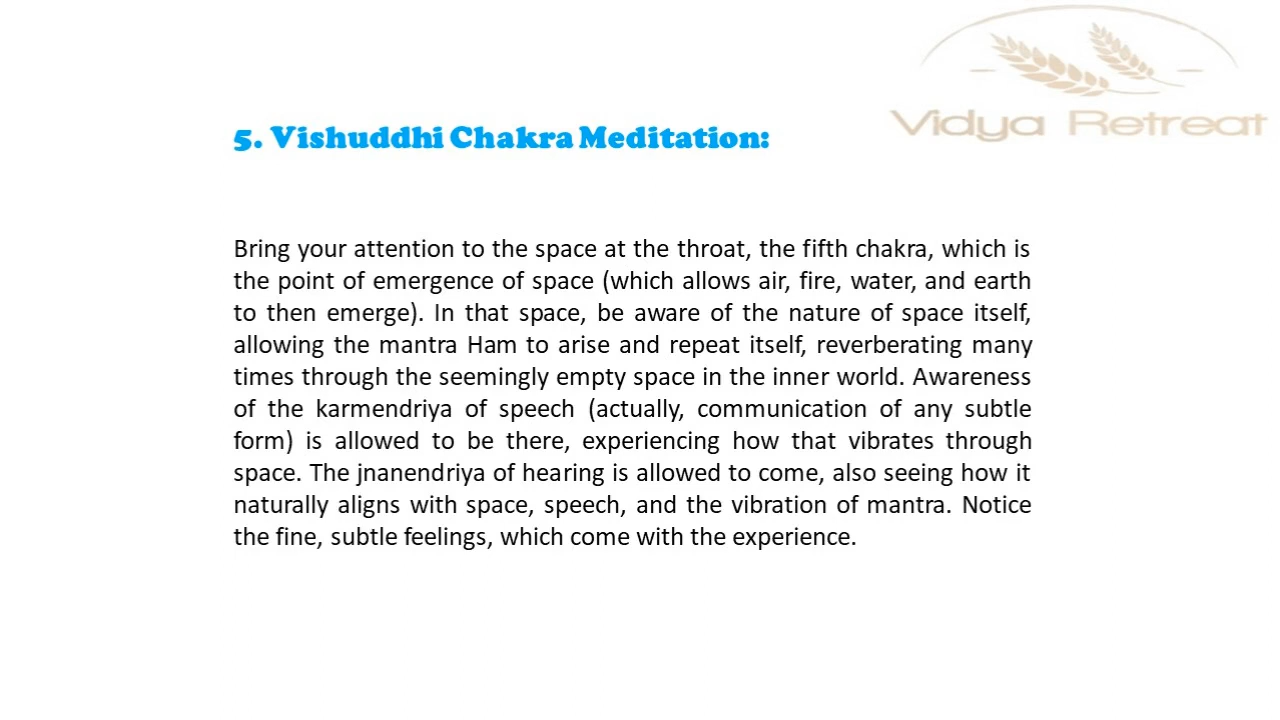 Vidya Retreat
5. Vishuddhi Chakra Meditation:
Bring your attention to the space at the throat, the fifth chakra, which is
the point of emergence of space (which allows air, fire, water, and earth
to then emerge). In that space, be aware of the nature of space itself,
allowing the mantra Ham to arise and repeat itself, reverberating many
times through the seemingly empty space in the inner world. Awareness
of the karmendriya of speech (actually, communication of any subtle
form) is allowed to be there, experiencing how that vibrates through
space. The jnanendriya of hearing is allowed to come, also seeing how it
naturally aligns with space, speech, and the vibration of mantra. Notice
the fine, subtle feelings, which come with the experience.